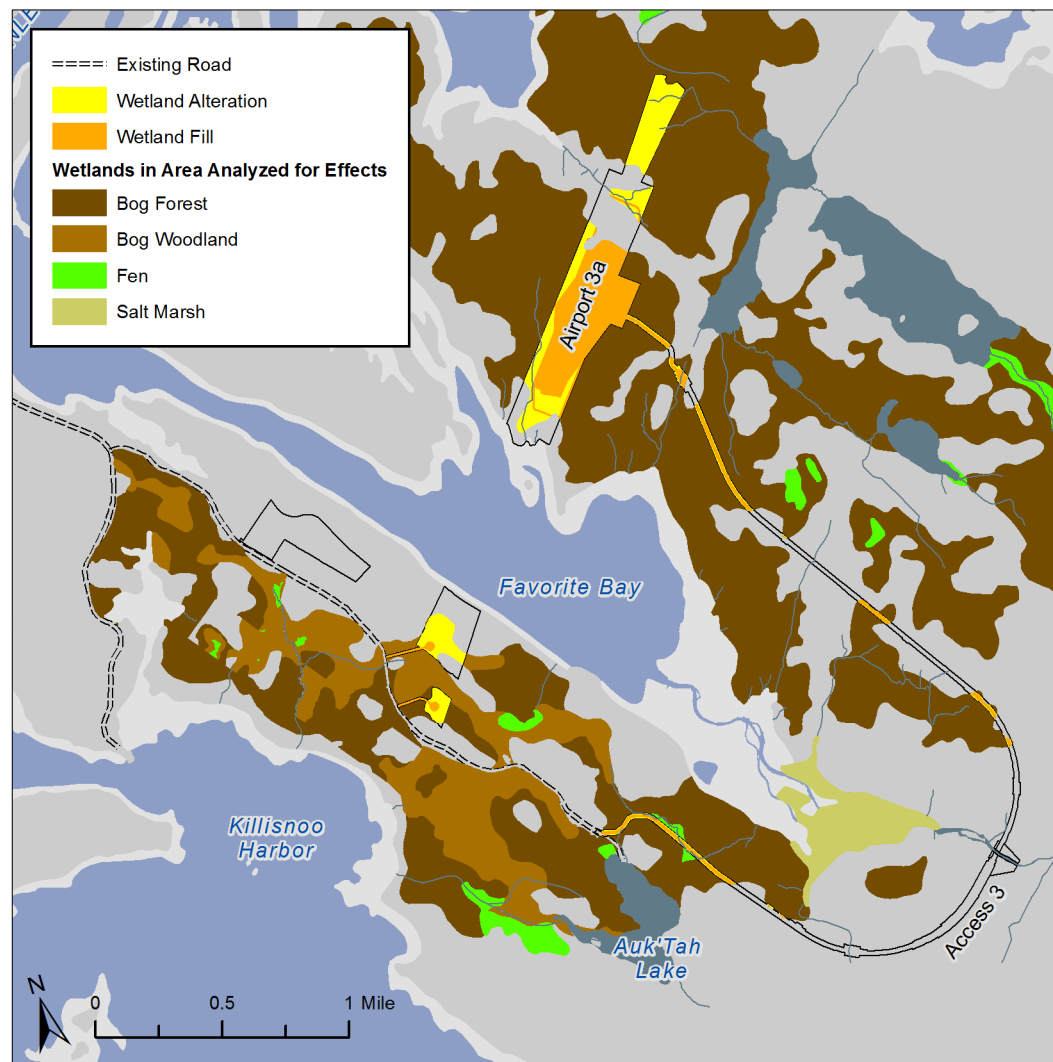 Existing Road
Wetland Alteration
Wetland Fill
Wetlands in Area Analyzed for Effects
Bog Forest
Bog Woodland
Fen
Salt Marsh
Airport 3a
Favorite Bay
Killisnoo
Harbor
Auk'Tah
Lake
Access 3
N
0 0.5 1 Mile